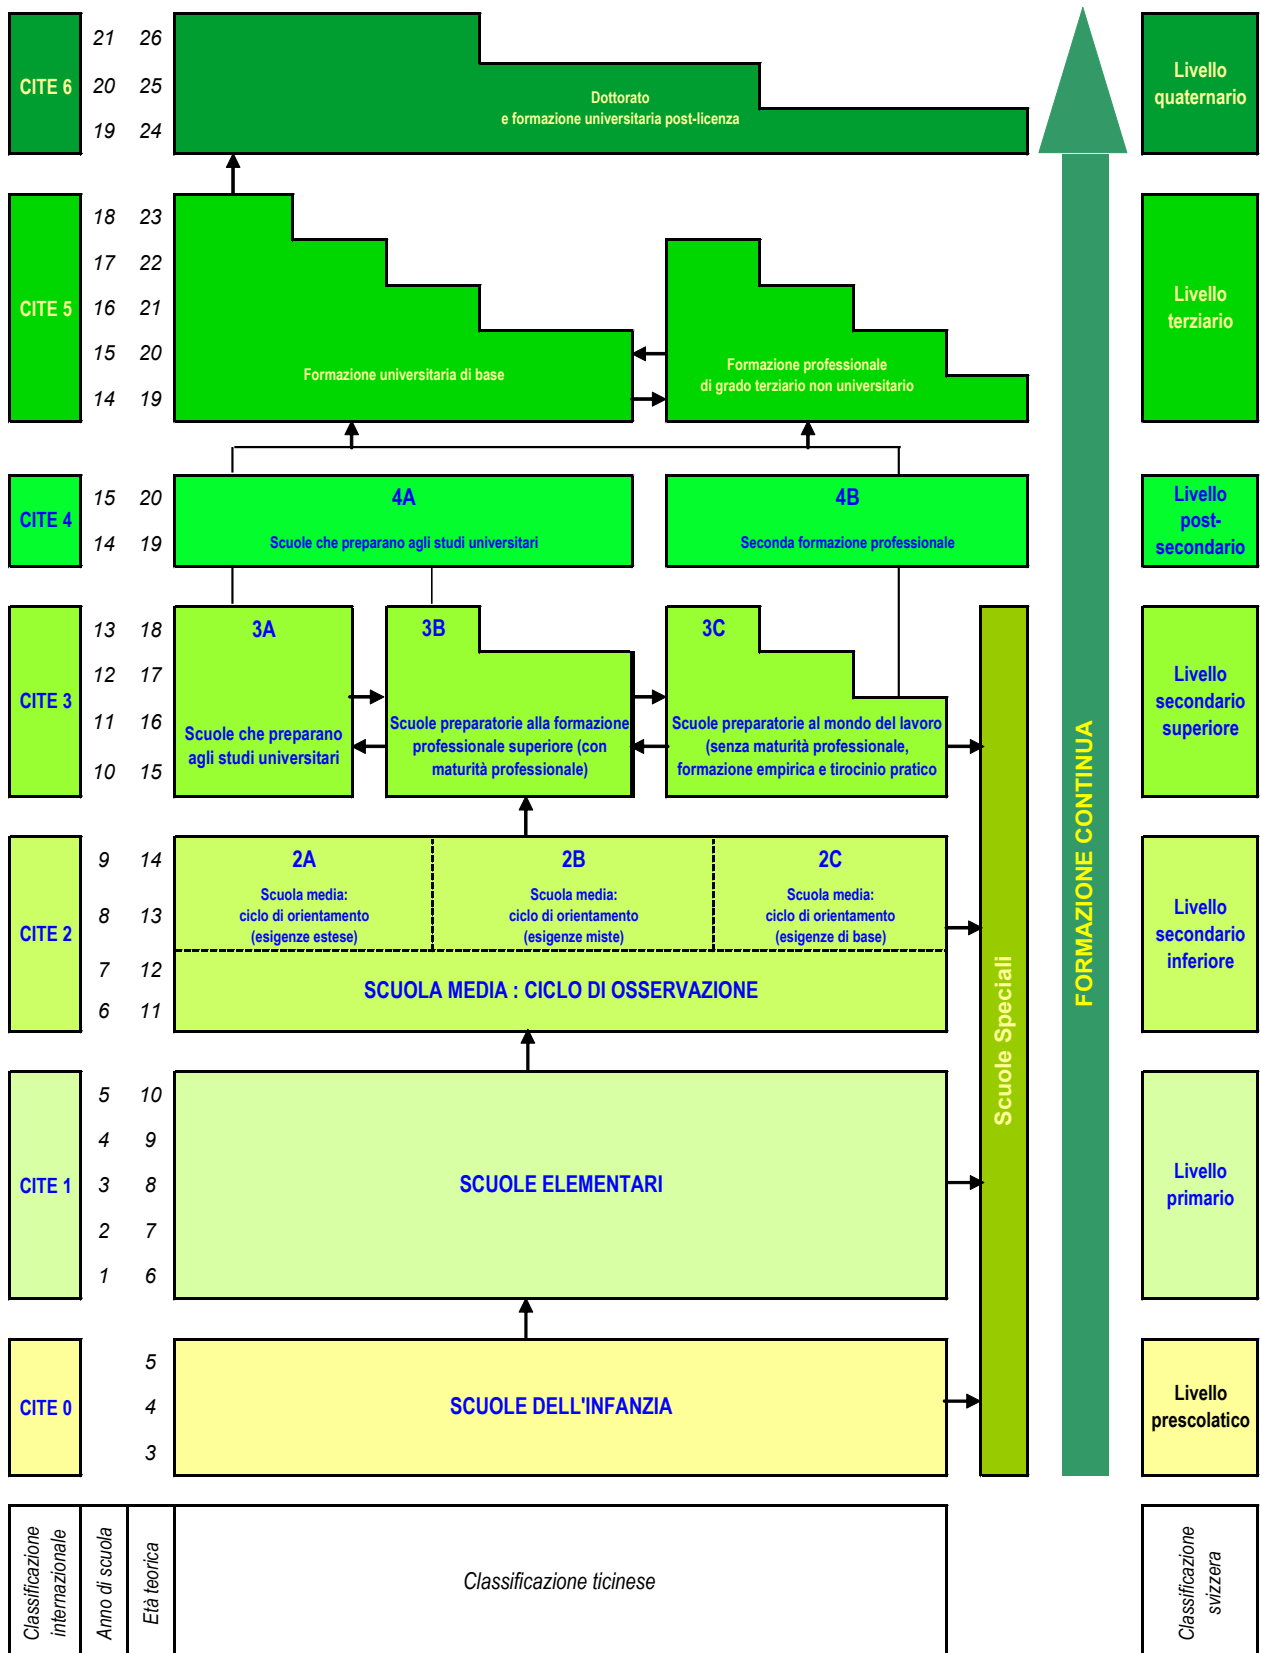 21 26
CITE 6
20 25
19 24
Dottorato
e formazione universitaria post-licenza
Livello
quaternario
18 23
17 22
CITE 5
16 21
15 20
14 19
Formazione universitaria di base
Formazione professionale
di grado terziario non universitario
Livello
terziario
CITE 4
15 20
14 19
4A
Scuole che preparano agli studi universitari
4B
Seconda formazione professionale
Livello
post-
secondario
CITE 3
13 18
12 17
11 16
10 15
3A
Scuole che preparano
agli studi universitari
3B
Scuole preparatorie alla formazione
professionale superiore (con
maturità professionale)
3C
Scuole preparatorie al mondo del lavoro
(senza maturità professionale,
formazione empirica e tirocinio pratico
Livello
secondario
superiore
CITE 2
9 14
8 13
7 12
6 11
2A
Scuola media:
ciclo di orientamento
(esigenze estese)
2B
Scuola media:
ciclo di orientamento
(esigenze miste)
2C
Scuola media:
ciclo di orientamento
(esigenze di base)
SCUOLA MEDIA : CICLO DI OSSERVAZIONE
Livello
secondario
inferiore
CITE 1
5 10
4 9
3 8
2 7
1 6
SCUOLE ELEMENTARI
Livello
primario
CITE 0
5
4
3
SCUOLE DELL'INFANZIA
Livello
prescolatico
Scuole Speciali
FORMAZIONE CONTINUA
Classificazione
internazionale
Anno di scuola
Età teorica
Classificazione ticinese
Classificazione
svizzera